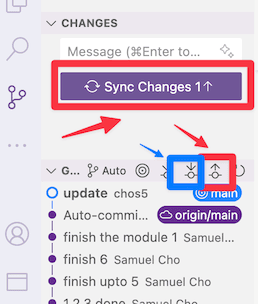 CHANGES
Message (⌘Enter to...
Sync Changes 1↑
G... Auto
update chos5 main
Auto-commi... origin/main
finish the module 1 Samuel...
finish 6 Samuel Cho
finish upto 5 Samuel Cho
1 2 3 done Samuel Cho